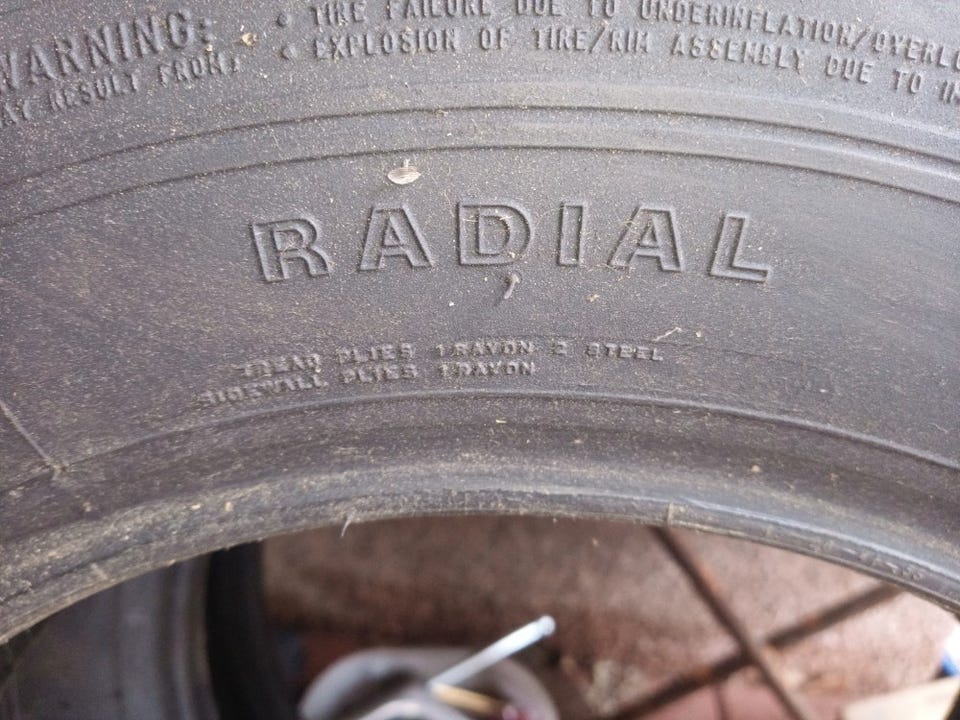 WARNING: • TIRE FAILURE DUE TO UNDERINFLATION/OVERLO
AY RESULT FROM: • EXPLOSION OF TIRE/RIM ASSEMBLY DUE TO IM
RADIAL
TREAD PLIES 1 RAYON 2 STEEL
SIDEWALL PLIES 1 RAYON